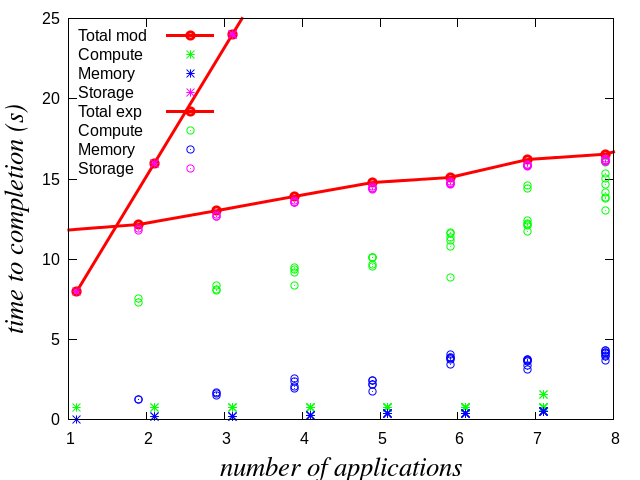 25
20
15
10
5
0
time to completion (s)
Total mod
Compute
Memory
Storage
Total exp
Compute
Memory
Storage
1 2 3 4 5 6 7 8
number of applications